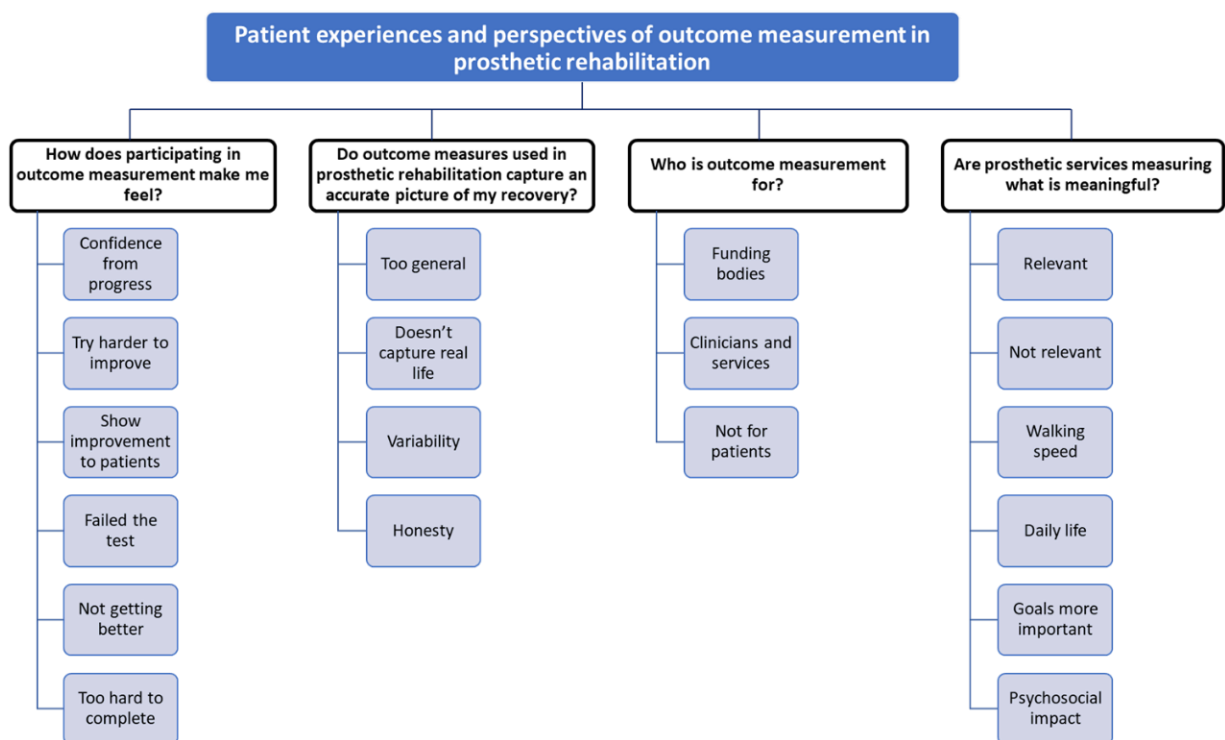 Patient experiences and perspectives of outcome measurement in
prosthetic rehabilitation
How does participating in
outcome measurement make me
feel?
Confidence
from
progress
Try harder to
improve
Show
improvement
to patients
Failed the
test
Not getting
better
Too hard to
complete
Do outcome measures used in
prosthetic rehabilitation capture an
accurate picture of my recovery?
Too general
Doesn’t
capture real
life
Variability
Honesty
Who is outcome measurement
for?
Funding
bodies
Clinicians and
services
Not for
patients
Are prosthetic services measuring
what is meaningful?
Relevant
Not relevant
Walking
speed
Daily life
Goals more
important
Psychosocial
impact